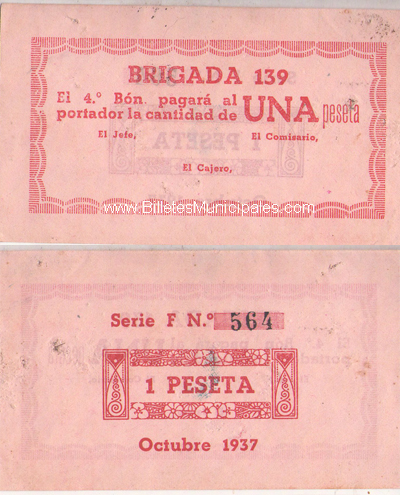 BRIGADA 139
El 4.º Bón. pagará al
portador la cantidad de UNA peseta
El Jefe, El Comisario,
El Cajero,
www.BilletesMunicipales.com
Serie F N.º 564
1 PESETA
Octubre 1937